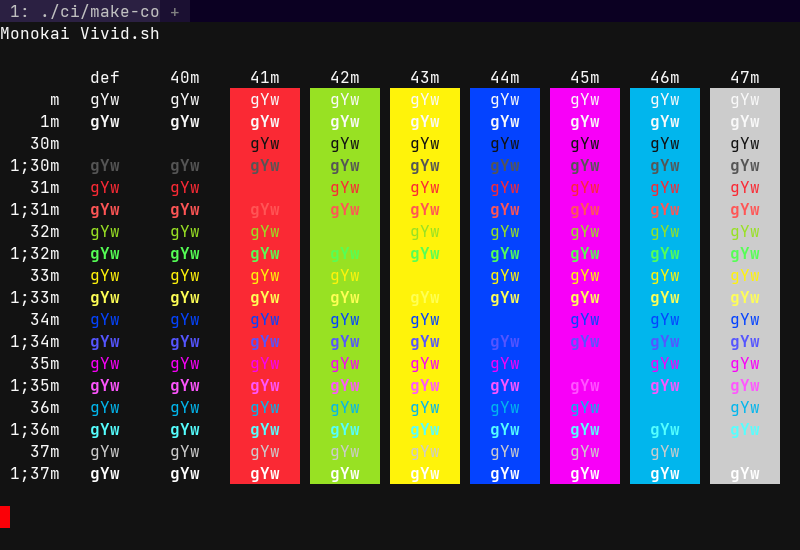 1: ./ci/make-co +
Monokai Vivid.sh
def 40m 41m 42m 43m 44m 45m 46m 47m
m gYw gYw gYw gYw gYw gYw gYw gYw gYw
1m gYw gYw gYw gYw gYw gYw gYw gYw gYw
30m gYw gYw gYw gYw gYw gYw gYw
1;30m gYw gYw gYw gYw gYw gYw gYw gYw gYw
31m gYw gYw gYw gYw gYw gYw gYw gYw
1;31m gYw gYw gYw gYw gYw gYw gYw gYw gYw
32m gYw gYw gYw gYw gYw gYw gYw gYw
1;32m gYw gYw gYw gYw gYw gYw gYw gYw gYw
33m gYw gYw gYw gYw gYw gYw gYw gYw
1;33m gYw gYw gYw gYw gYw gYw gYw gYw gYw
34m gYw gYw gYw gYw gYw gYw gYw gYw
1;34m gYw gYw gYw gYw gYw gYw gYw gYw gYw
35m gYw gYw gYw gYw gYw gYw gYw gYw
1;35m gYw gYw gYw gYw gYw gYw gYw gYw gYw
36m gYw gYw gYw gYw gYw gYw gYw gYw
1;36m gYw gYw gYw gYw gYw gYw gYw gYw gYw
37m gYw gYw gYw gYw gYw gYw gYw gYw
1;37m gYw gYw gYw gYw gYw gYw gYw gYw gYw